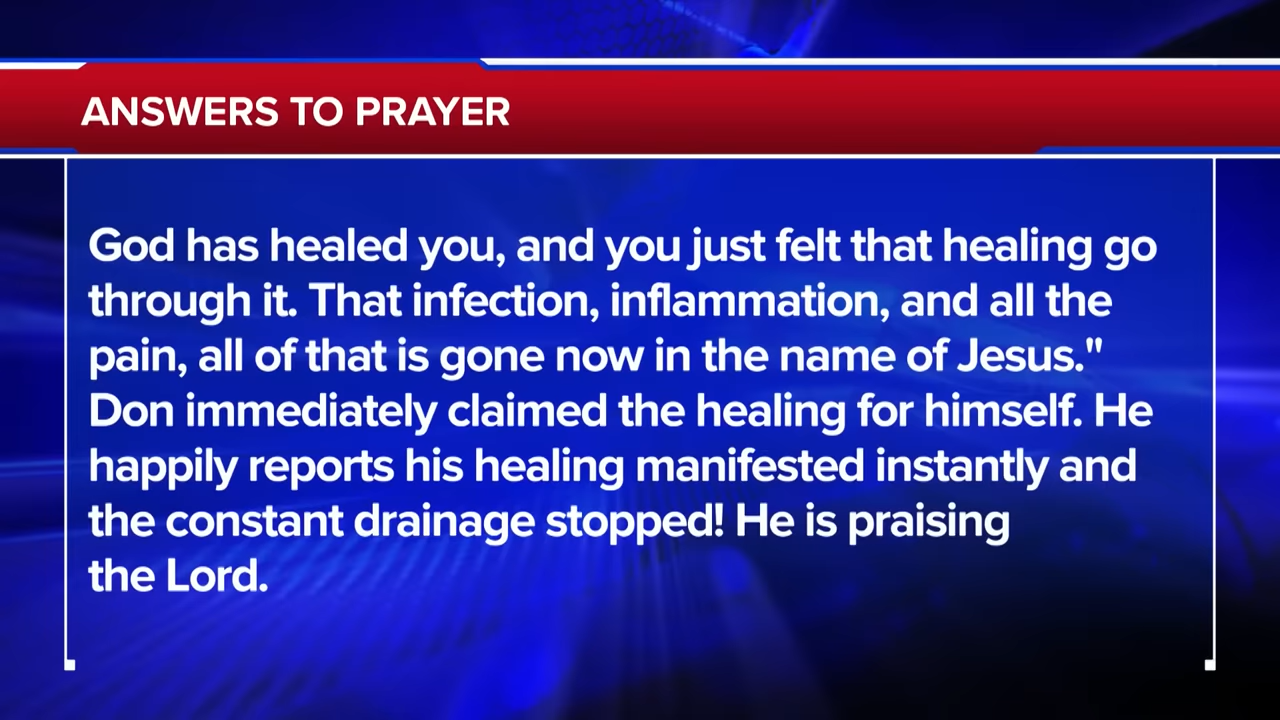 ANSWERS TO PRAYER
God has healed you, and you just felt that healing go
through it. That infection, inflammation, and all the
pain, all of that is gone now in the name of Jesus."
Don immediately claimed the healing for himself. He
happily reports his healing manifested instantly and
the constant drainage stopped! He is praising
the Lord.